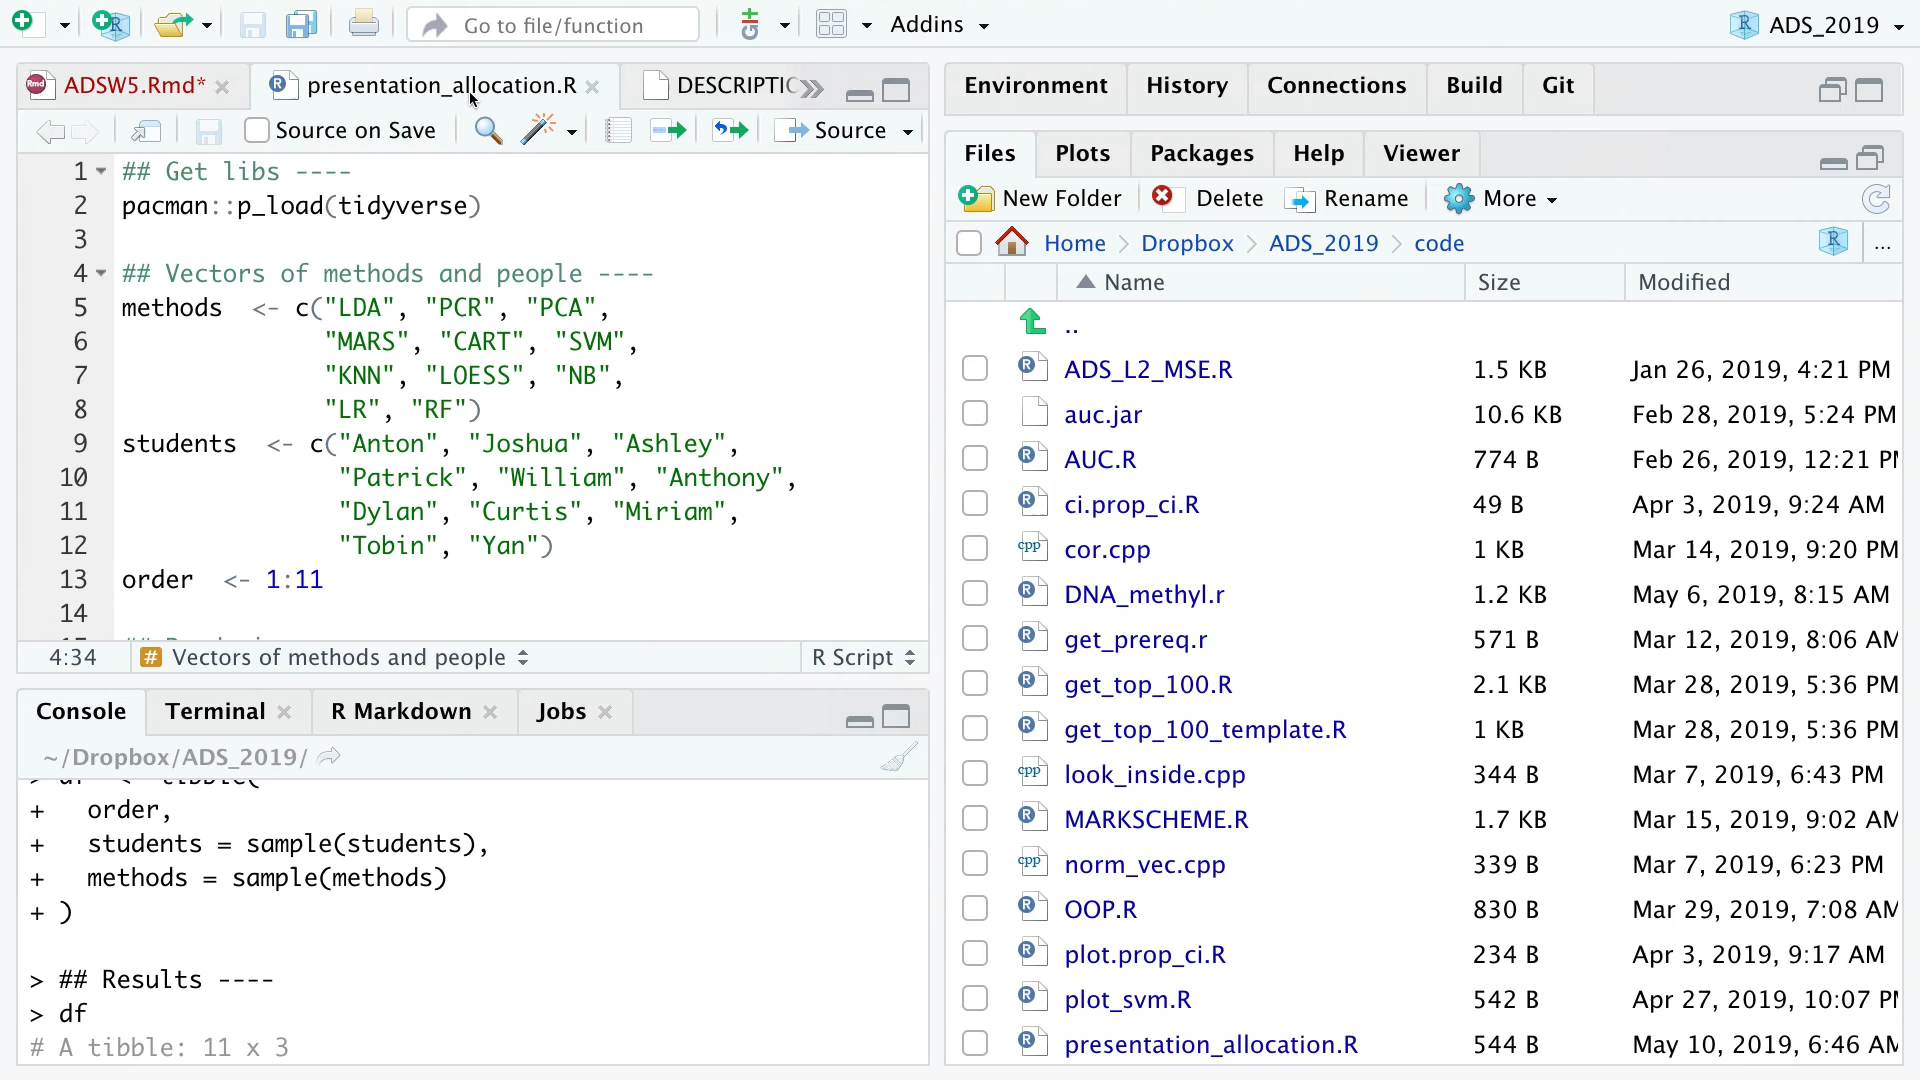 Go to file/function
Addins
ADS_2019
ADSW5.Rmd*
presentation_allocation.R
DESCRIPTIC
Source on Save
Source
1 ## Get libs ----
2 pacman::p_load(tidyverse)
3
4 ## Vectors of methods and people ----
5 methods  <- c("LDA", "PCR", "PCA",
6 "MARS", "CART", "SVM",
7 "KNN", "LOESS", "NB",
8 "LR", "RF")
9 students  <- c("Anton", "Joshua", "Ashley",
10 "Patrick", "William", "Anthony",
11 "Dylan", "Curtis", "Miriam",
12 "Tobin", "Yan")
13 order  <- 1:11
14
4:34 # Vectors of methods and people R Script
Console Terminal R Markdown Jobs
~/Dropbox/ADS_2019/
+   order,
+   students = sample(students),
+   methods = sample(methods)
+ )
> ## Results ----
> df
# A tibble: 11 x 3
Environment History Connections Build Git
Files Plots Packages Help Viewer
New Folder Delete Rename More
Home Dropbox ADS_2019 code ...
Name Size Modified
..
ADS_L2_MSE.R 1.5 KB Jan 26, 2019, 4:21 PM
auc.jar 10.6 KB Feb 28, 2019, 5:24 PM
AUC.R 774 B Feb 26, 2019, 12:21 PM
ci.prop_ci.R 49 B Apr 3, 2019, 9:24 AM
cpp cor.cpp 1 KB Mar 14, 2019, 9:20 PM
DNA_methyl.r 1.2 KB May 6, 2019, 8:15 AM
get_prereq.r 571 B Mar 12, 2019, 8:06 AM
get_top_100.R 2.1 KB Mar 28, 2019, 5:36 PM
get_top_100_template.R 1 KB Mar 28, 2019, 5:36 PM
cpp look_inside.cpp 344 B Mar 7, 2019, 6:43 PM
MARKSCHEME.R 1.7 KB Mar 15, 2019, 9:02 AM
cpp norm_vec.cpp 339 B Mar 7, 2019, 6:23 PM
OOP.R 830 B Mar 29, 2019, 7:08 AM
plot.prop_ci.R 234 B Apr 3, 2019, 9:17 AM
plot_svm.R 542 B Apr 27, 2019, 10:07 PM
presentation_allocation.R 544 B May 10, 2019, 6:46 AM